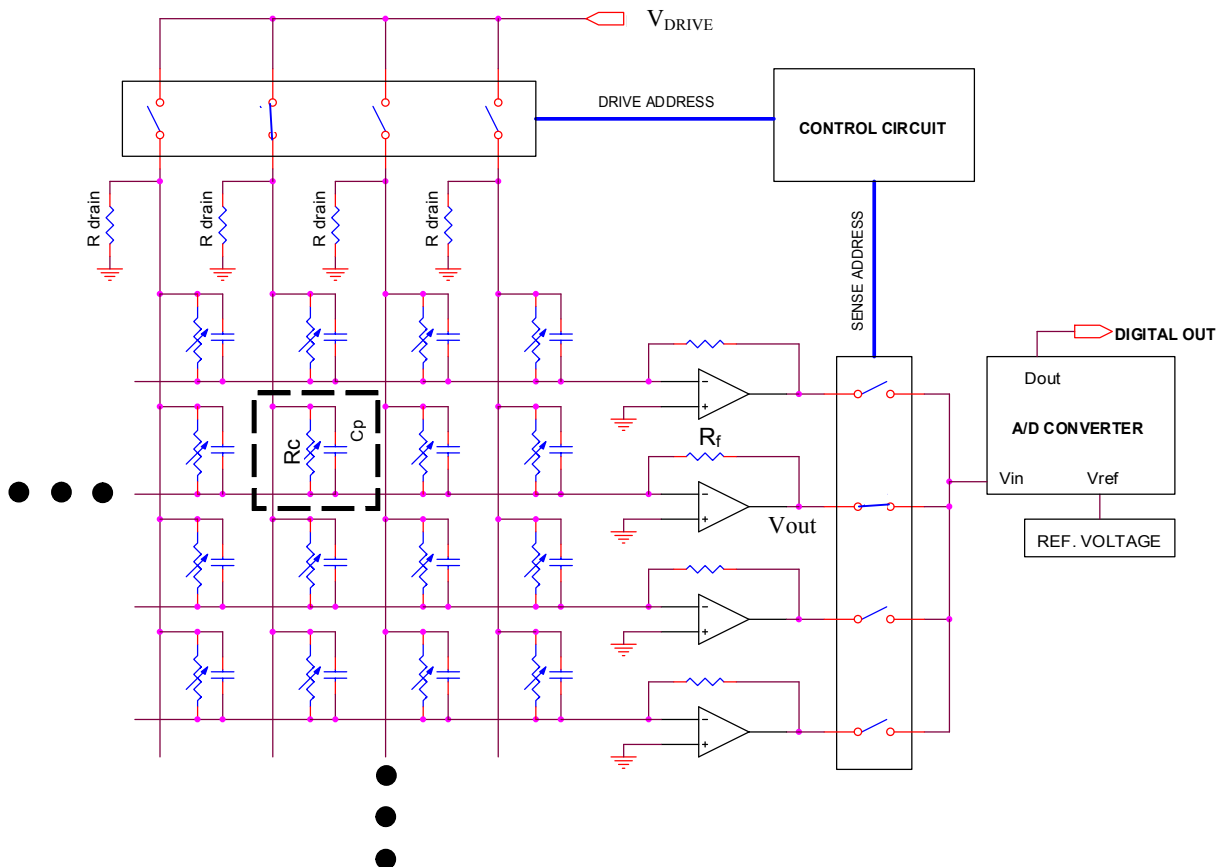 VDRIVE
DRIVE ADDRESS
CONTROL CIRCUIT
R drain
R drain
R drain
R drain
SENSE ADDRESS
DIGITAL OUT
Dout
A/D CONVERTER
Vin
Vref
REF. VOLTAGE
Rc
Cp
Rf
Vout